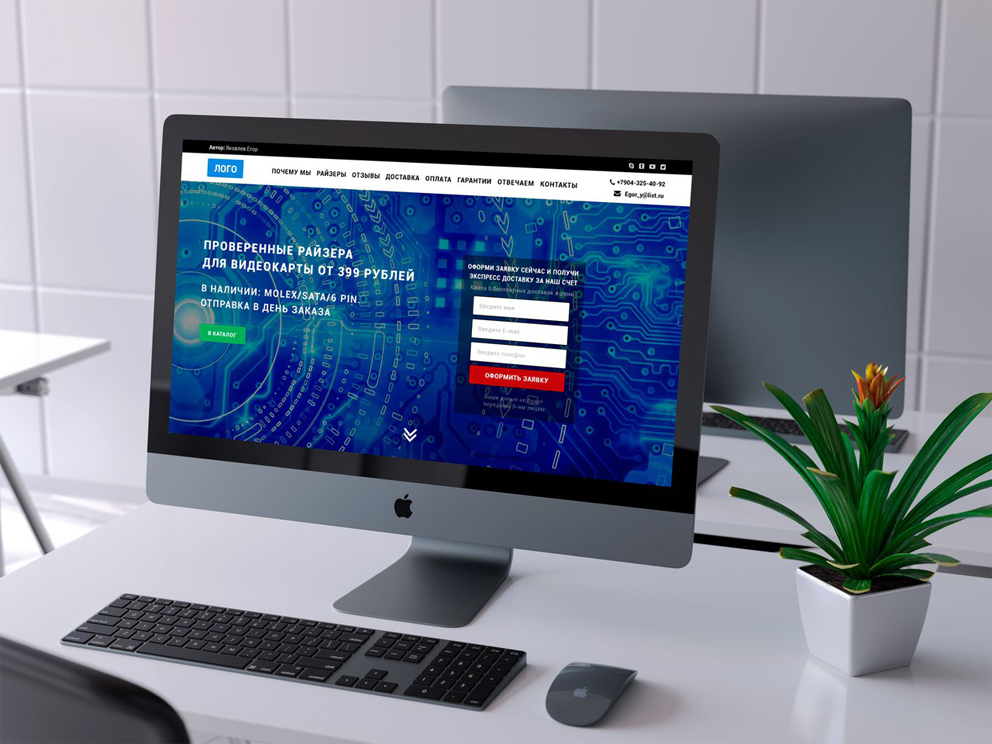 Автор: Яковлев Егор
ЛОГО
ПОЧЕМУ МЫ РАЙЗЕРЫ ОТЗЫВЫ ДОСТАВКА ОПЛАТА ГАРАНТИИ ОТВЕЧАЕМ КОНТАКТЫ
+7904-325-40-92
Egor_y@list.ru
ПРОВЕРЕННЫЕ РАЙЗЕРА
ДЛЯ ВИДЕОКАРТЫ ОТ 399 РУБЛЕЙ
В НАЛИЧИИ: MOLEX/SATA/6 PIN.
ОТПРАВКА В ДЕНЬ ЗАКАЗА
В КАТАЛОГ
ОФОРМИ ЗАЯВКУ СЕЙЧАС И ПОЛУЧИ
ЭКСПРЕСС ДОСТАВКУ ЗА НАШ СЧЕТ
5 бесплатных доставок в день
Введите имя
Введите E-mail
Введите телефон
ОФОРМИТЬ ЗАЯВКУ
Ваши данные не будут
переданы 3-им лицам